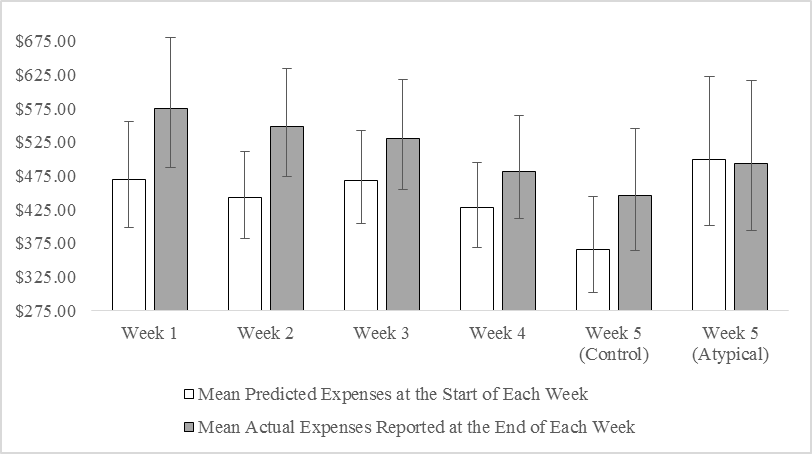 $675.00
$625.00
$575.00
$525.00
$475.00
$425.00
$375.00
$325.00
$275.00
Week 1
Week 2
Week 3
Week 4
Week 5
(Control)
Week 5
(Atypical)
Mean Predicted Expenses at the Start of Each Week
Mean Actual Expenses Reported at the End of Each Week